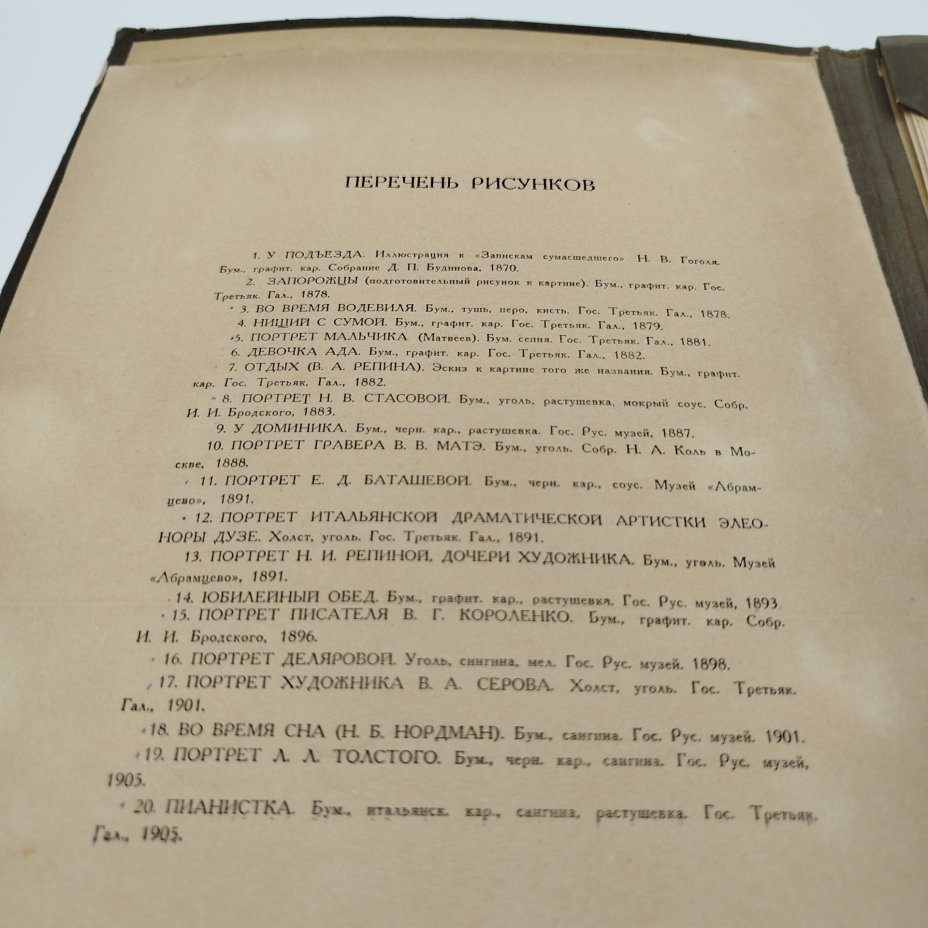 ПЕРЕЧЕНЬ РИСУНКОВ
1. У ПОДЪЕЗДА. Иллюстрация к «Запискам сумасшедшего» Н. В. Гоголя.
Бум., графит. кар. Собрание Д. П. Будинова, 1870.
2. ЗАПОРОЖЦЫ (подготовительный рисунок к картине). Бум., графит. кар. Гос.
Третьяк. Гал., 1878.
3. ВО ВРЕМЯ ВОДЕВИЛЯ. Бум., тушь, перо, кисть. Гос. Третьяк. Гал., 1878.
4. НИЩИЙ С СУМОЙ. Бум., графит. кар. Гос. Третьяк. Гал., 1879.
5. ПОРТРЕТ МАЛЬЧИКА (Матвеев). Бум. сепия. Гос. Третьяк. Гал., 1881.
6. ДЕВОЧКА АДА. Бум., графит. кар. Гос. Третьяк. Гал., 1882.
7. ОТДЫХ (В. А. РЕПИНА). Эскиз к картине того же названия. Бум., графит.
кар. Гос. Третьяк. Гал., 1882.
8. ПОРТРЕТ Н. В. СТАСОВОЙ. Бум., уголь, растушевка, мокрый соус. Собр.
И. И. Бродского, 1883.
9. У ДОМИНИКА. Бум., черн. кар., растушевка. Гос. Рус. музей, 1887.
10. ПОРТРЕТ ГРАВЕРА В. В. МАТЭ. Бум., уголь. Собр. Н. А. Коль в Мо-
скве, 1888.
11. ПОРТРЕТ Е. Д. БАТАШЕВОЙ. Бум., черн. кар., соус. Музей «Абрам-
цево», 1891.
12. ПОРТРЕТ ИТАЛЬЯНСКОЙ ДРАМАТИЧЕСКОЙ АРТИСТКИ ЭЛЕО-
НОРЫ ДУЗЕ. Холст, уголь. Гос. Третьяк. Гал., 1891.
13. ПОРТРЕТ Н. И. РЕПИНОЙ, ДОЧЕРИ ХУДОЖНИКА. Бум., уголь. Музей
«Абрамцево», 1891.
14. ЮБИЛЕЙНЫЙ ОБЕД. Бум., графит. кар., растушевка. Гос. Рус. музей, 1893.
15. ПОРТРЕТ ПИСАТЕЛЯ В. Г. КОРОЛЕНКО. Бум., графит. кар. Собр.
И. И. Бродского, 1896.
16. ПОРТРЕТ ДЕЛЯРОВОЙ. Уголь, сангина, мел. Гос. Рус. музей. 1898.
17. ПОРТРЕТ ХУДОЖНИКА В. А. СЕРОВА. Холст, уголь. Гос. Третьяк.
Гал., 1901.
18. ВО ВРЕМЯ СНА (Н. Б. НОРДМАН). Бум., сангина. Гос. Рус. музей. 1901.
19. ПОРТРЕТ Л. Л. ТОЛСТОГО. Бум., черн. кар., сангина. Гос. Рус. музей,
1905.
20. ПИАНИСТКА. Бум., итальянск. кар., сангина, растушевка. Гос. Третьяк.
Гал., 1905.